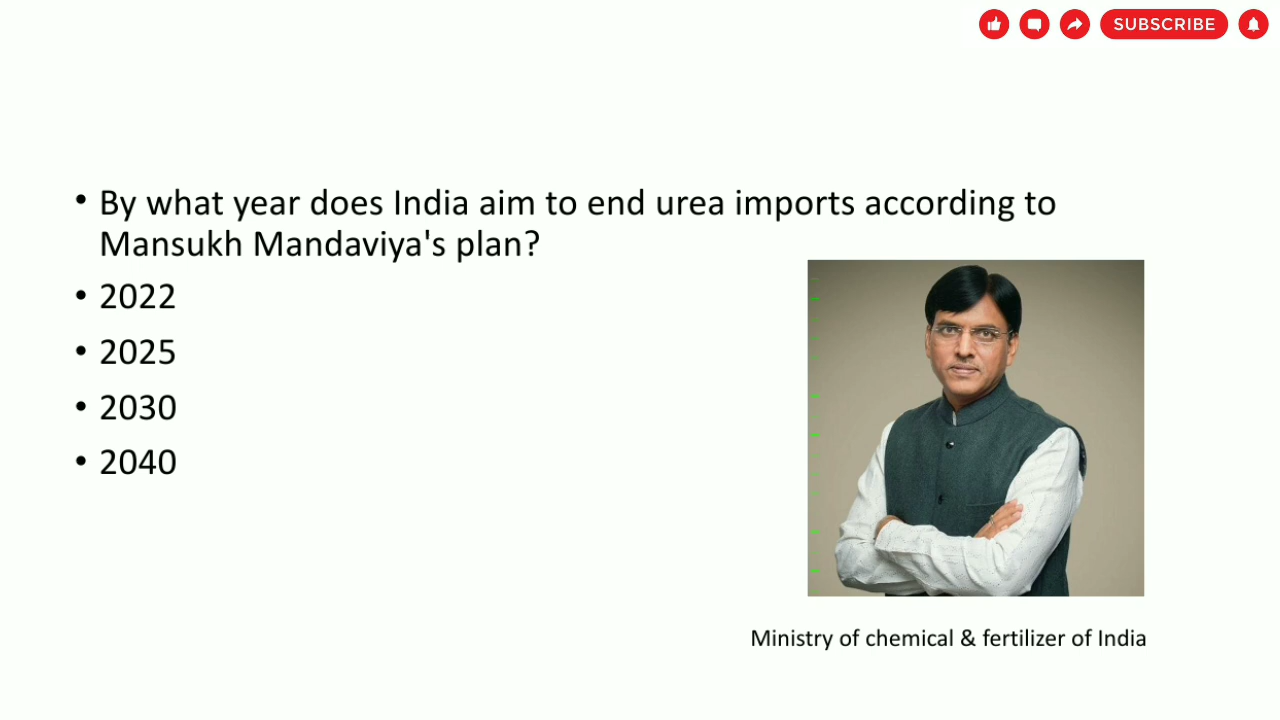 SUBSCRIBE
• By what year does India aim to end urea imports according to
Mansukh Mandaviya's plan?
• 2022
• 2025
• 2030
• 2040
Ministry of chemical & fertilizer of India